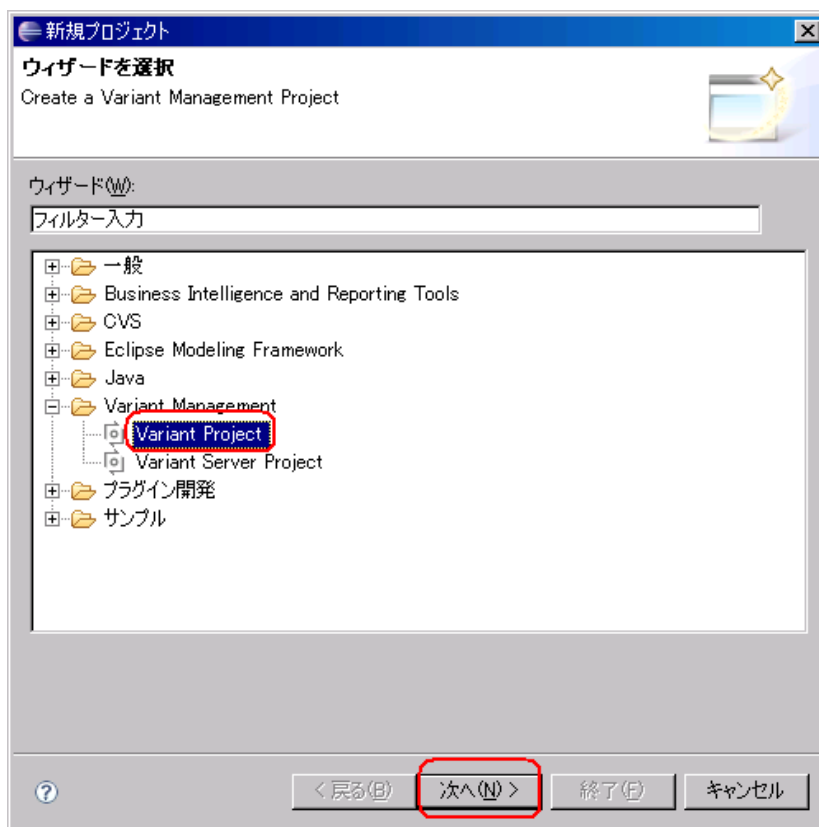 新規プロジェクト
ウィザードを選択
Create a Variant Management Project
ウィザード(W):
フィルター入力
一般
Business Intelligence and Reporting Tools
CVS
Eclipse Modeling Framework
Java
Variant Management
Variant Project
Variant Server Project
プラグイン開発
サンプル
< 戻る(B) 次へ(N) > 終了(F) キャンセル